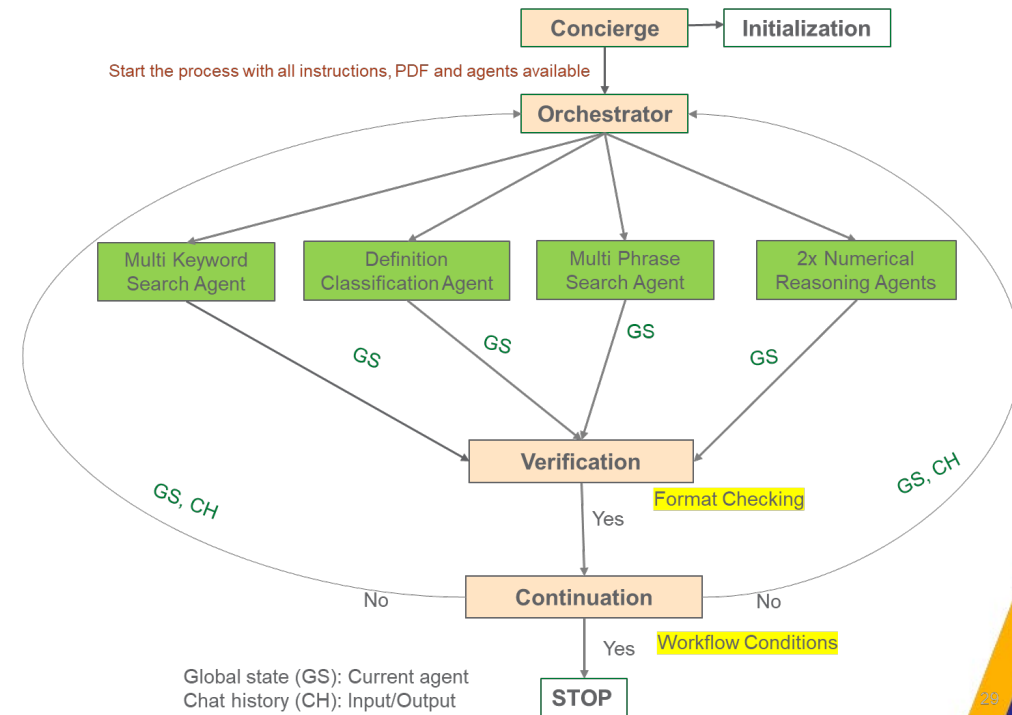 Concierge
Initialization
Start the process with all instructions, PDF and agents available
Orchestrator
Multi Keyword
Search Agent
Definition
Classification Agent
Multi Phrase
Search Agent
2x Numerical
Reasoning Agents
GS
GS
GS
GS
Verification
Format Checking
GS, CH
GS, CH
Yes
Continuation
No
No
Yes
Workflow Conditions
Global state (GS): Current agent
Chat history (CH): Input/Output
STOP
29